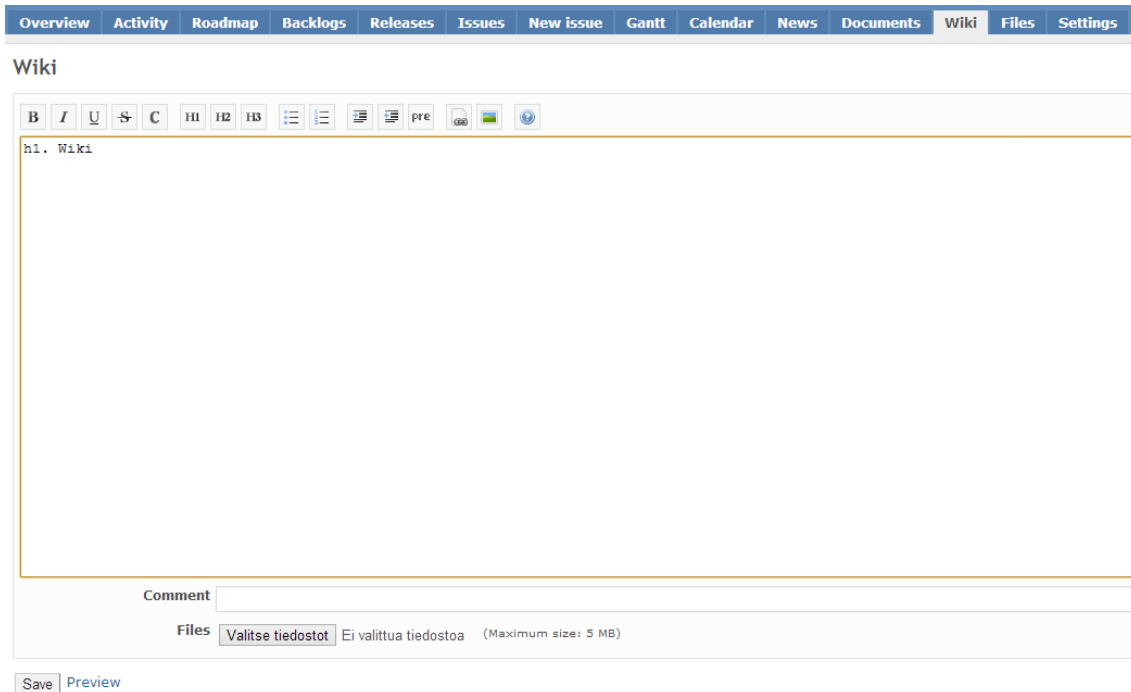 Overview Activity Roadmap Backlogs Releases Issues New issue Gantt Calendar News Documents Wiki Files Settings
Wiki
B I U S C H1 H2 H3 pre
h1. Wiki
Comment
Files Valitse tiedostot Ei valittua tiedostoa (Maximum size: 5 MB)
Save Preview